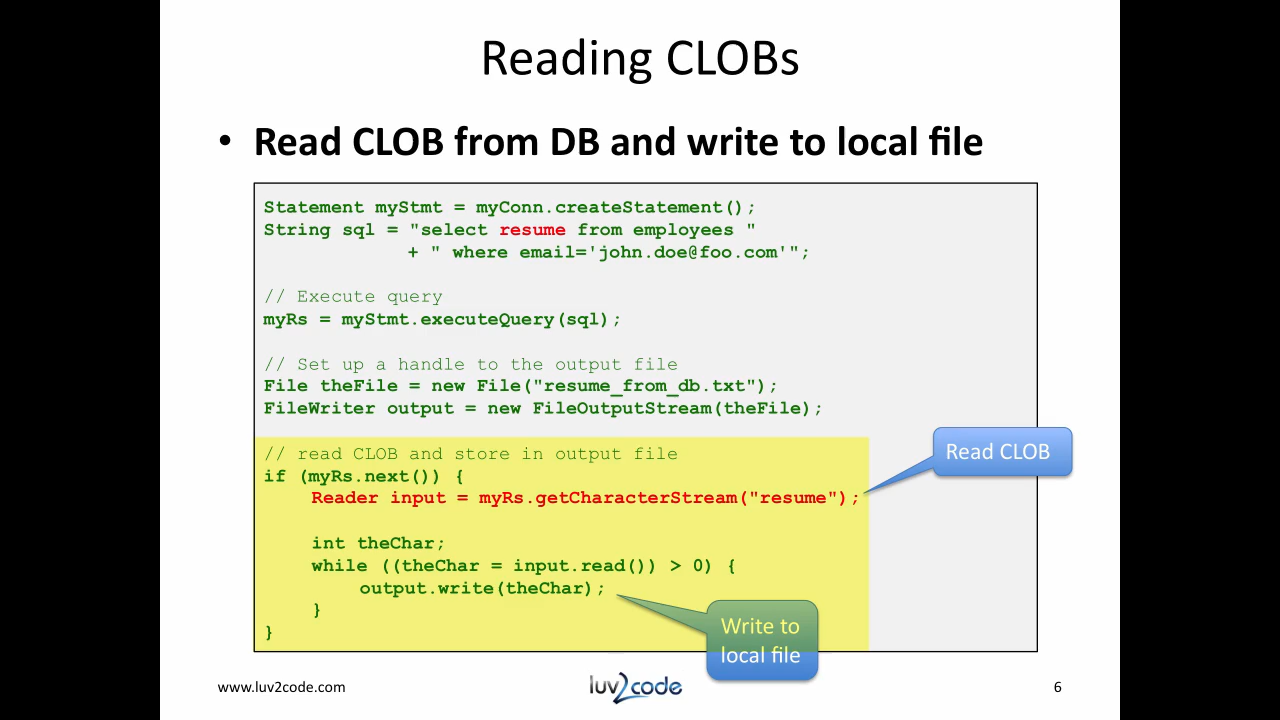 Reading CLOBs
• Read CLOB from DB and write to local file
Statement myStmt = myConn.createStatement();
String sql = "select resume from employees "
+ " where email='john.doe@foo.com'";
// Execute query
myRs = myStmt.executeQuery(sql);
// Set up a handle to the output file
File theFile = new File("resume_from_db.txt");
FileWriter output = new FileOutputStream(theFile);
// read CLOB and store in output file
if (myRs.next()) {
Reader input = myRs.getCharacterStream("resume");
Read CLOB
int theChar;
while ((theChar = input.read()) > 0) {
output.write(theChar);
}
}
Write to
local file
www.luv2code.com
luv2code
6